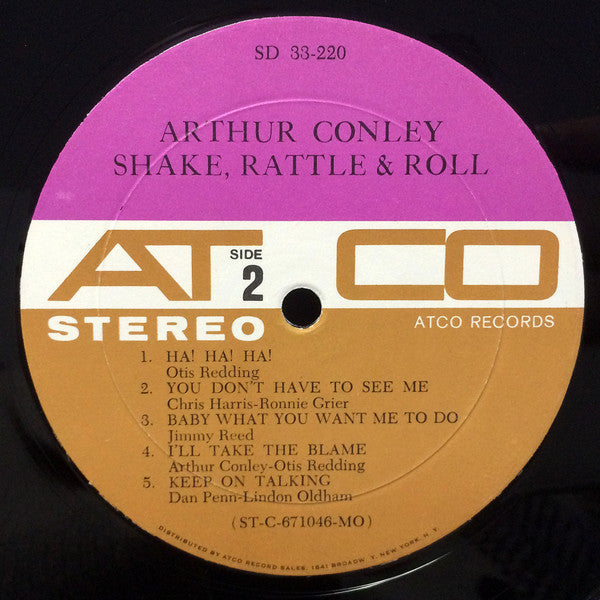 SD 33-220
ARTHUR CONLEY
SHAKE, RATTLE & ROLL
ATCO
SIDE
2
STEREO
ATCO RECORDS
1. HA! HA! HA!
Otis Redding
2. YOU DON'T HAVE TO SEE ME
Chris Harris-Ronnie Grier
3. BABY WHAT YOU WANT ME TO DO
Jimmy Reed
4. I'LL TAKE THE BLAME
Arthur Conley-Otis Redding
5. KEEP ON TALKING
Dan Penn-Lindon Oldham
(ST-C-671046-MO)
DISTRIBUTED BY ATCO RECORD SALES, 1841 BROADW Y, NEW YORK, N. Y.